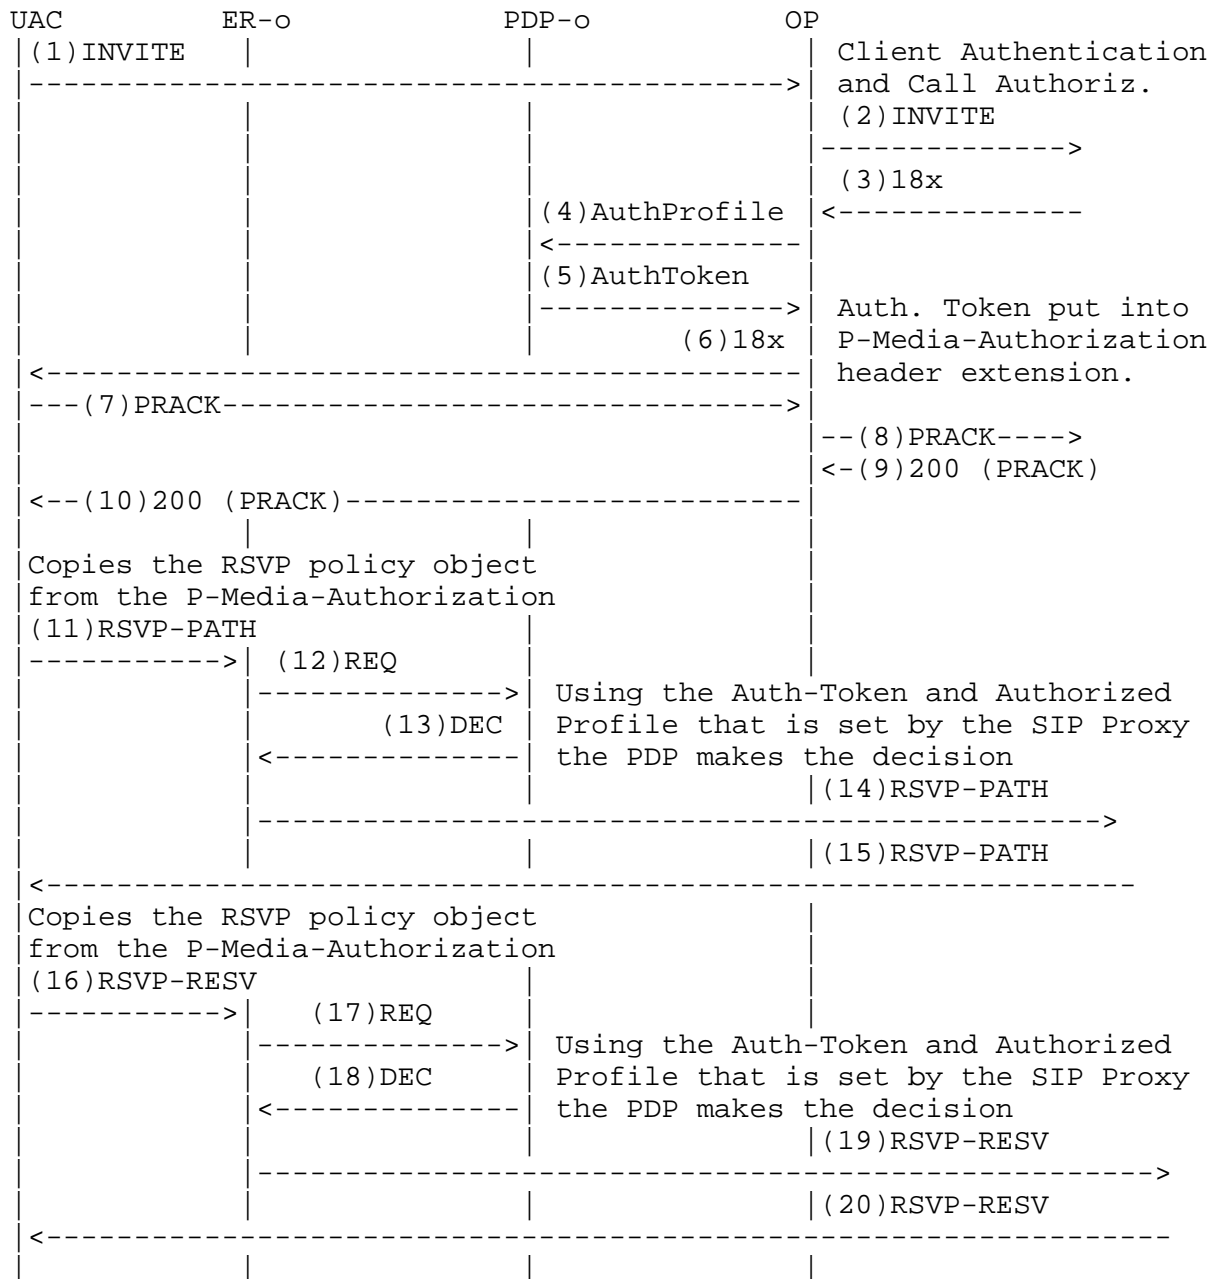 UAC ER-o PDP-o OP
(1)INVITE Client Authentication
and Call Authoriz.
(2)INVITE
(3)18x
(4)AuthProfile
(5)AuthToken
Auth. Token put into
(6)18x P-Media-Authorization
header extension.
(7)PRACK
(8)PRACK
(9)200 (PRACK)
(10)200 (PRACK)
Copies the RSVP policy object
from the P-Media-Authorization
(11)RSVP-PATH
(12)REQ
Using the Auth-Token and Authorized
(13)DEC Profile that is set by the SIP Proxy
the PDP makes the decision
(14)RSVP-PATH
(15)RSVP-PATH
Copies the RSVP policy object
from the P-Media-Authorization
(16)RSVP-RESV
(17)REQ
Using the Auth-Token and Authorized
(18)DEC Profile that is set by the SIP Proxy
the PDP makes the decision
(19)RSVP-RESV
(20)RSVP-RESV